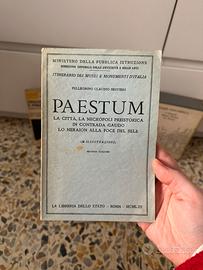 MINISTERO DELLA PUBBLICA ISTRUZIONE
DIREZIONE GENERALE DELLE ANTICHITÀ E BELLE ARTI
ITINERARI DEI MUSEI E MONUMENTI D'ITALIA
PELLEGRINO CLAUDIO SESTIERI
PAESTUM
LA CITTÀ, LA NECROPOLI PREISTORICA
IN CONTRADA GAUDO
LO HERAION ALLA FOCE DEL SELE
ILLUSTRAZIONI
LA LIBRERIA DELLO STATO - ROMA